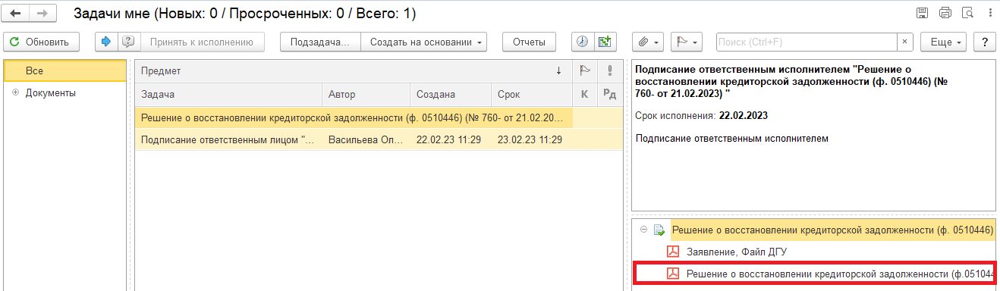 Задачи мне (Новых: 0 / Просроченных: 0 / Всего: 1)
Обновить
Принять к исполнению
Подзадача...
Создать на основании
Отчеты
Поиск (Ctrl+F)
×
Еще
?
Все
Документы
Предмет ↓
Задача Автор Создана Срок К Рд
Решение о восстановлении кредиторской задолженности (ф. 0510446) (№ 760- от 21.02.20...
Подписание ответственным лицом "... Васильева Ол... 22.02.23 11:29 23.02.23 11:29
Подписание ответственным исполнителем "Решение о
восстановлении кредиторской задолженности (ф. 0510446) (№
760- от 21.02.2023) "
Срок исполнения: 22.02.2023
Подписание ответственным исполнителем
Решение о восстановлении кредиторской задолженности (ф. 0510446)
Заявление, Файл ДГУ
Решение о восстановлении кредиторской задолженности (ф.051044